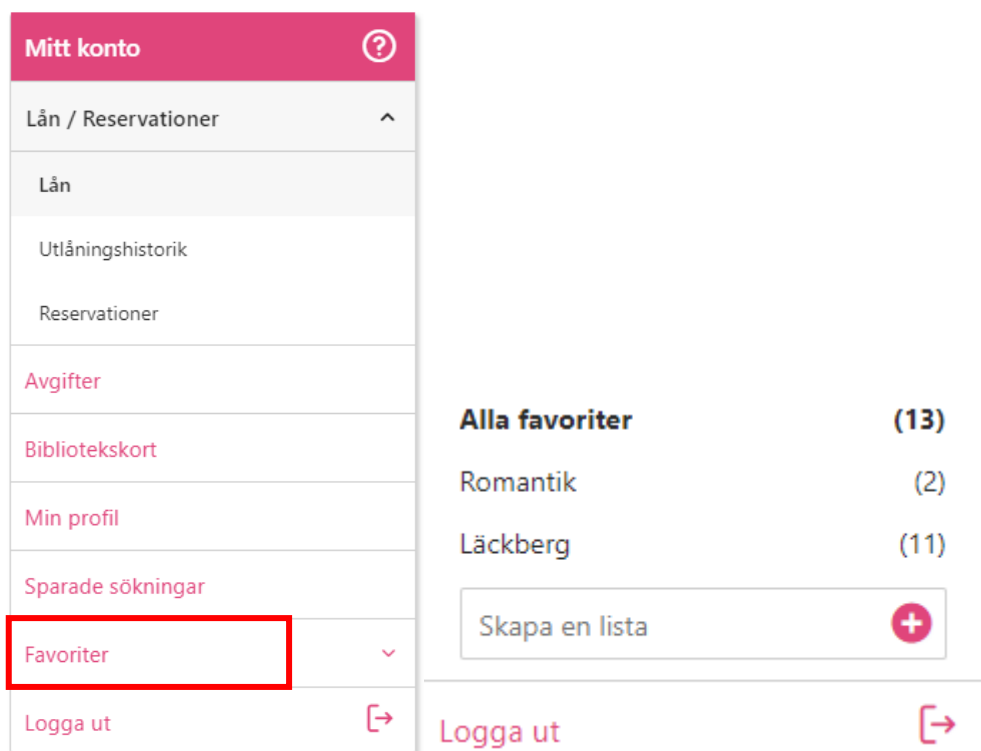 Mitt konto
Lån / Reservationer
Lån
Utlåningshistorik
Reservationer
Avgifter
Bibliotekskort
Min profil
Sparade sökningar
Favoriter
Logga ut
Alla favoriter (13)
Romantik (2)
Läckberg (11)
Skapa en lista
Logga ut